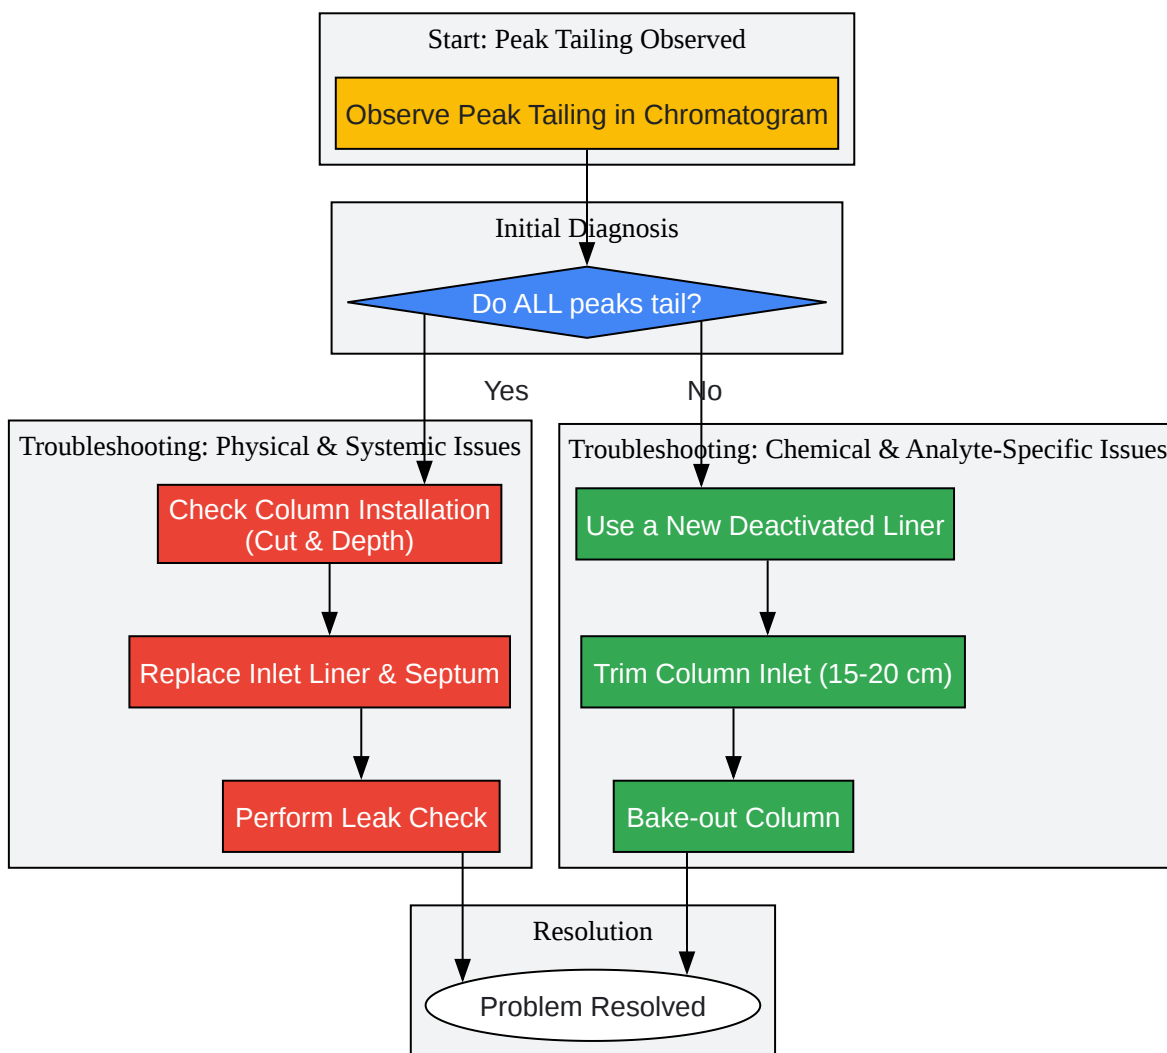 Start: Peak Tailing Observed
Observe Peak Tailing in Chromatogram
Initial Diagnosis
Do ALL peaks tail?
Yes
No
Troubleshooting: Physical & Systemic Issues
Check Column Installation
(Cut & Depth)
Replace Inlet Liner & Septum
Perform Leak Check
Troubleshooting: Chemical & Analyte-Specific Issues
Use a New Deactivated Liner
Trim Column Inlet (15-20 cm)
Bake-out Column
Resolution
Problem Resolved